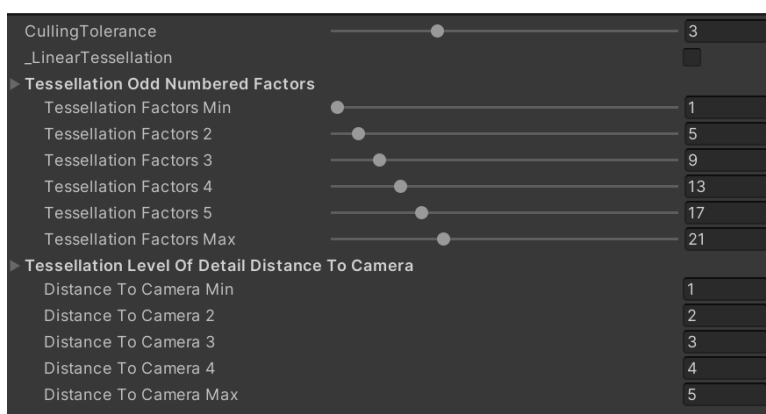 CullingTolerance 3
_LinearTessellation
Tessellation Odd Numbered Factors
Tessellation Factors Min 1
Tessellation Factors 2 5
Tessellation Factors 3 9
Tessellation Factors 4 13
Tessellation Factors 5 17
Tessellation Factors Max 21
Tessellation Level Of Detail Distance To Camera
Distance To Camera Min 1
Distance To Camera 2 2
Distance To Camera 3 3
Distance To Camera 4 4
Distance To Camera Max 5